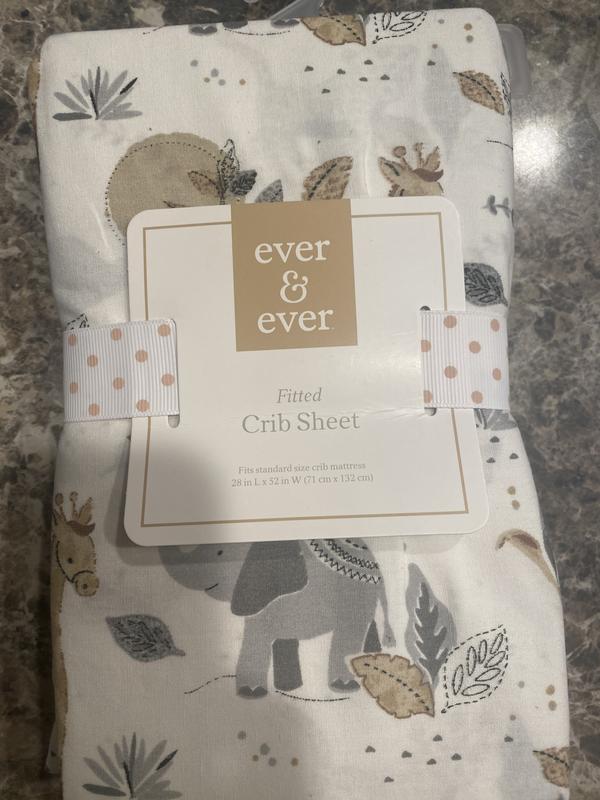 ever
&
ever
Fitted
Crib Sheet
Fits standard size crib mattress
28 in L x 52 in W (71 cm x 132 cm)